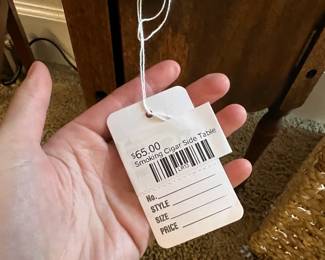 $65.00
Smoking Cigar Side Table
No.
STYLE
SIZE
PRICE